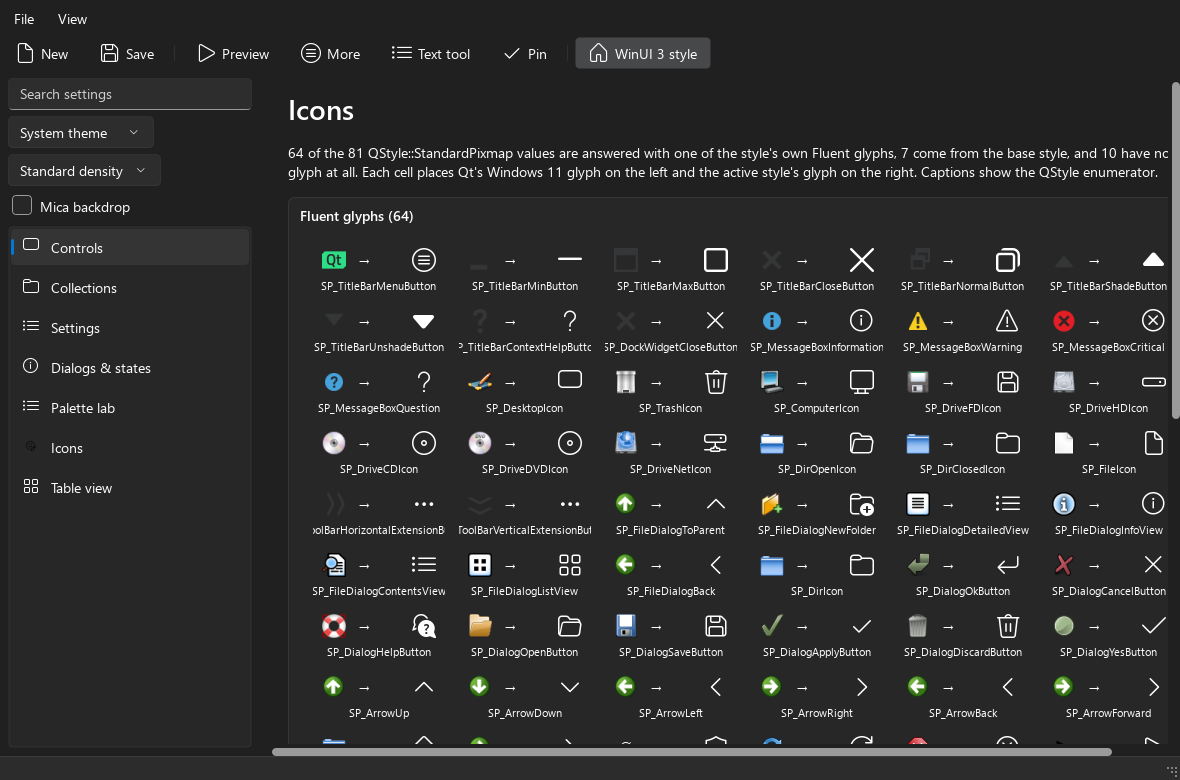 File View
New Save Preview More Text tool Pin WinUI 3 style
Search settings
System theme
Standard density
Mica backdrop
Controls
Collections
Settings
Dialogs & states
Palette lab
Icons
Table view
Icons
64 of the 81 QStyle::StandardPixmap values are answered with one of the style's own Fluent glyphs, 7 come from the base style, and 10 have no
glyph at all. Each cell places Qt's Windows 11 glyph on the left and the active style's glyph on the right. Captions show the QStyle enumerator.
Fluent glyphs (64)
Qt → → → → → →
SP_TitleBarMenuButton SP_TitleBarMinButton SP_TitleBarMaxButton SP_TitleBarCloseButton SP_TitleBarNormalButton SP_TitleBarShadeButton
→ → → → → →
SP_TitleBarUnshadeButton P_TitleBarContextHelpButto SP_DockWidgetCloseButton SP_MessageBoxInformation SP_MessageBoxWarning SP_MessageBoxCritical
→ → → → → →
SP_MessageBoxQuestion SP_DesktopIcon SP_TrashIcon SP_ComputerIcon SP_DriveFDIcon SP_DriveHDIcon
→ DVD → → → → →
SP_DriveCDIcon SP_DriveDVDIcon SP_DriveNetIcon SP_DirOpenIcon SP_DirClosedIcon SP_FileIcon
→ → → → → →
oolBarHorizontalExtensionB ToolBarVerticalExtensionBut SP_FileDialogToParent SP_FileDialogNewFolder SP_FileDialogDetailedView SP_FileDialogInfoView
→ → → → → →
SP_FileDialogContentsView SP_FileDialogListView SP_FileDialogBack SP_DirIcon SP_DialogOkButton SP_DialogCancelButton
→ → → → → →
SP_DialogHelpButton SP_DialogOpenButton SP_DialogSaveButton SP_DialogApplyButton SP_DialogDiscardButton SP_DialogYesButton
→ → → → → →
SP_ArrowUp SP_ArrowDown SP_ArrowLeft SP_ArrowRight SP_ArrowBack SP_ArrowForward